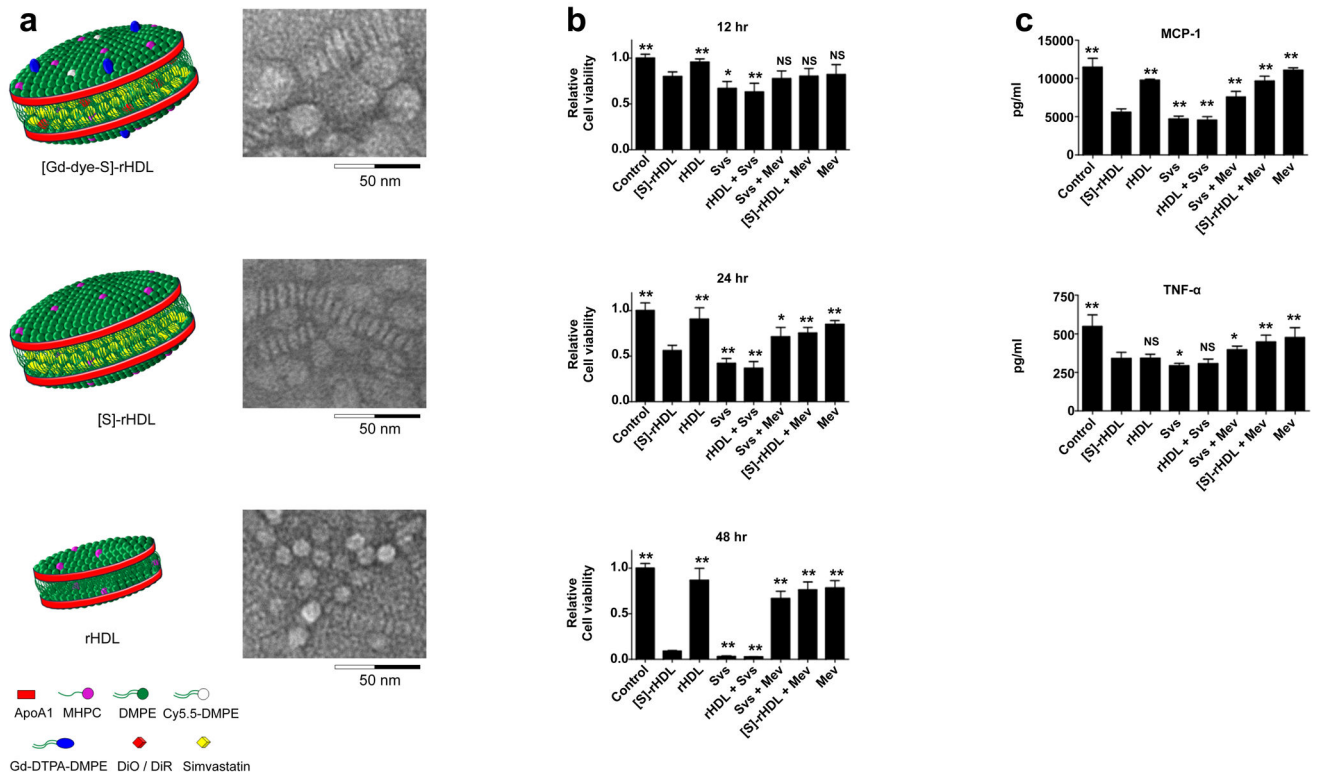 a
[Gd-dye-S]-rHDL
50 nm
[S]-rHDL
50 nm
rHDL
50 nm
ApoA1 MHPC DMPE Cy5.5-DMPE
Gd-DTPA-DMPE DiO / DiR Simvastatin
b
12 hr
Relative
Cell viability
1.0
0.5
0.0
** ** * ** NS NS NS
Control
[S]-rHDL
rHDL
Svs
rHDL + Svs
Svs + Mev
[S]-rHDL + Mev
Mev
24 hr
Relative
Cell viability
1.0
0.5
0.0
** ** ** ** * ** **
Control
[S]-rHDL
rHDL
Svs
rHDL + Svs
Svs + Mev
[S]-rHDL + Mev
Mev
48 hr
Relative
Cell viability
1.0
0.5
0.0
** ** ** ** ** ** **
Control
[S]-rHDL
rHDL
Svs
rHDL + Svs
Svs + Mev
[S]-rHDL + Mev
Mev
c
MCP-1
pg/ml
15000
10000
5000
0
** ** ** ** ** ** **
Control
[S]-rHDL
rHDL
Svs
rHDL + Svs
Svs + Mev
[S]-rHDL + Mev
Mev
TNF-α
pg/ml
750
500
250
0
** NS * NS * ** **
Control
[S]-rHDL
rHDL
Svs
rHDL + Svs
Svs + Mev
[S]-rHDL + Mev
Mev